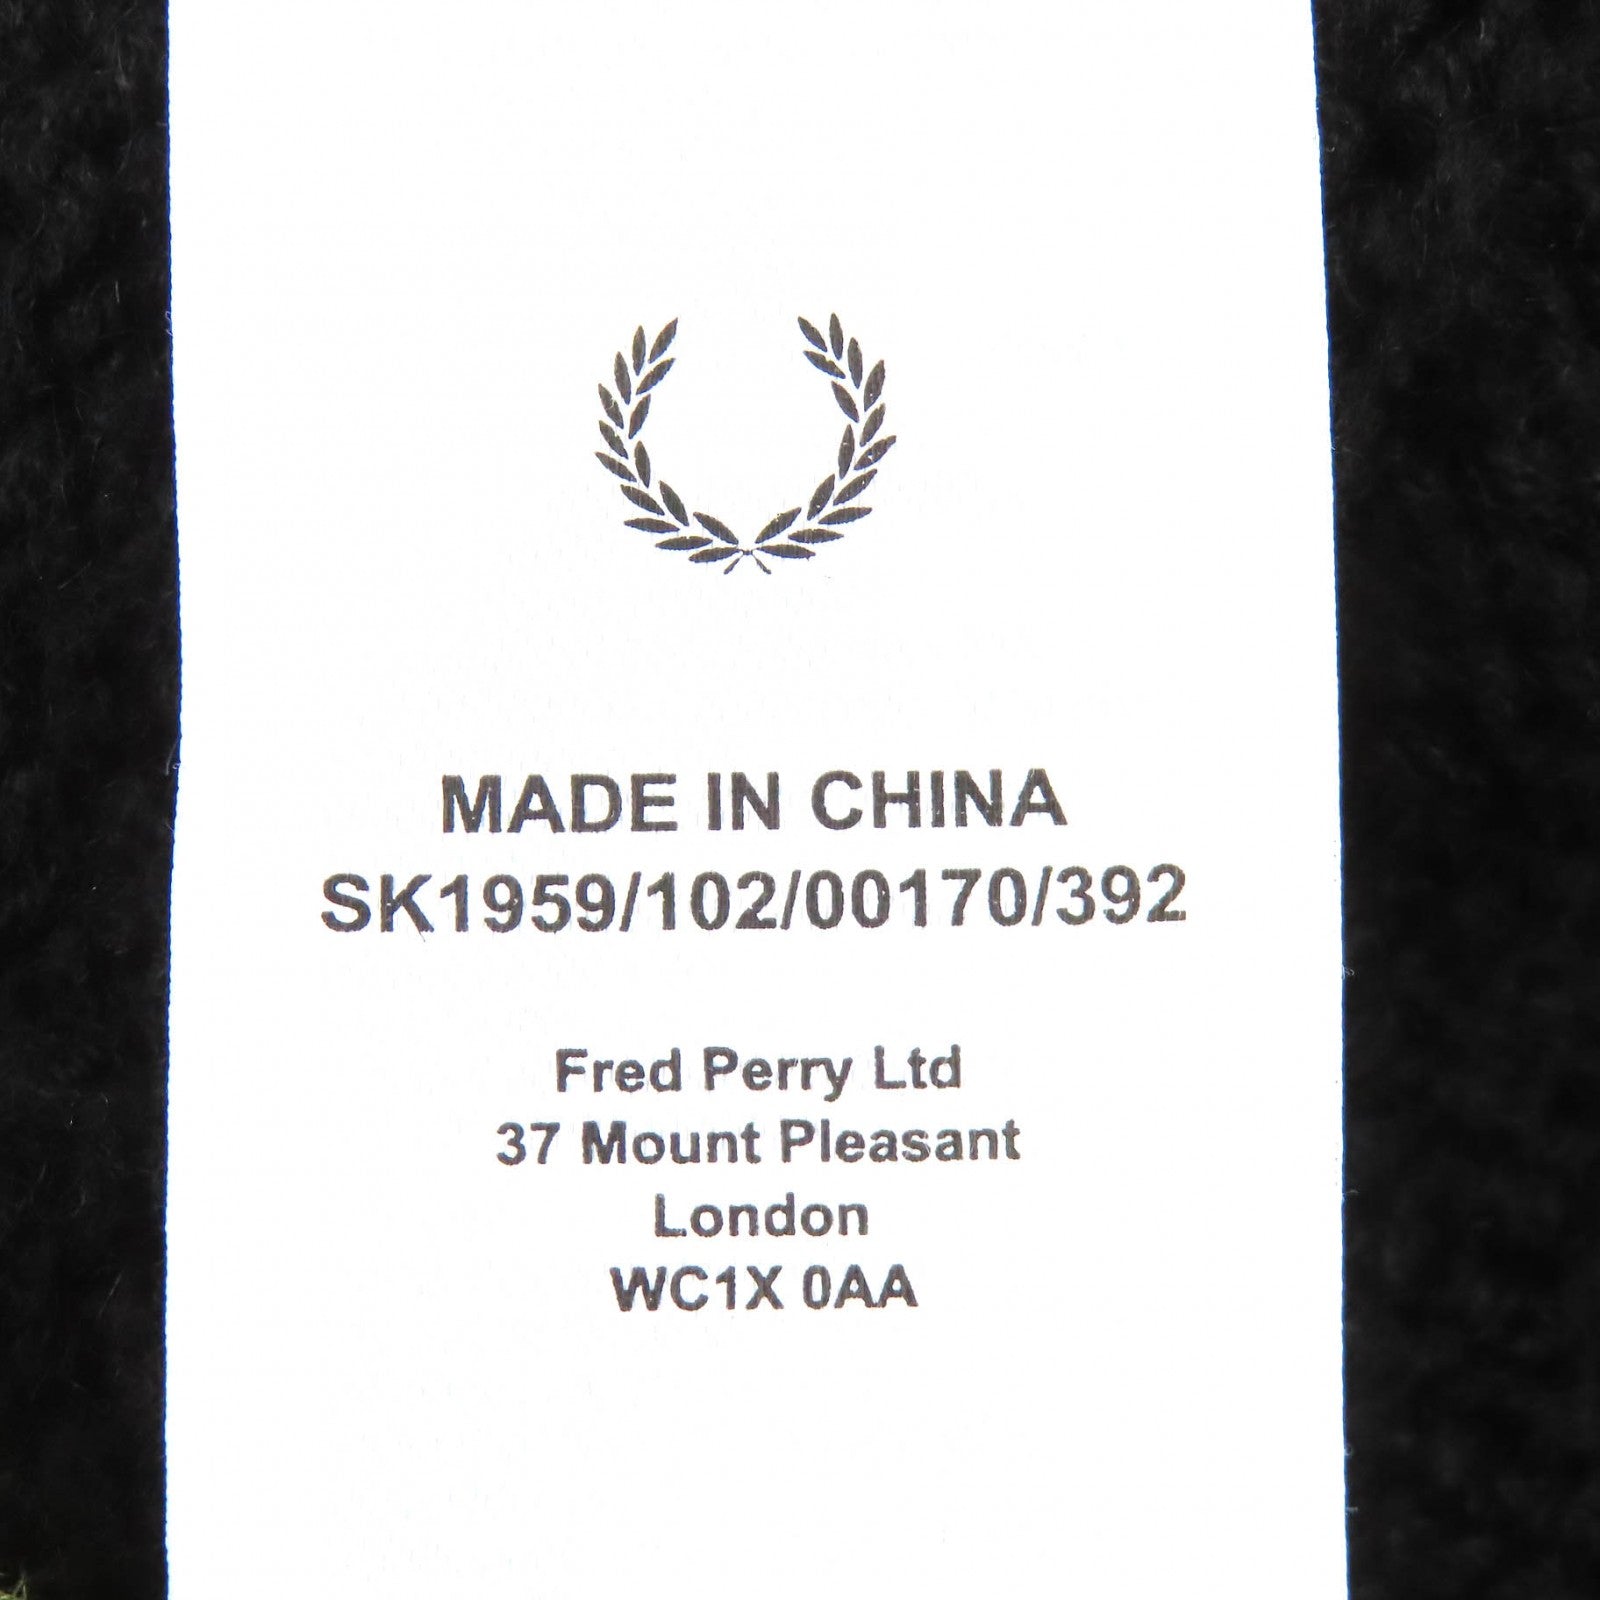 MADE IN CHINA
SK1959/102/00170/392
Fred Perry Ltd
37 Mount Pleasant
London
WC1X 0AA